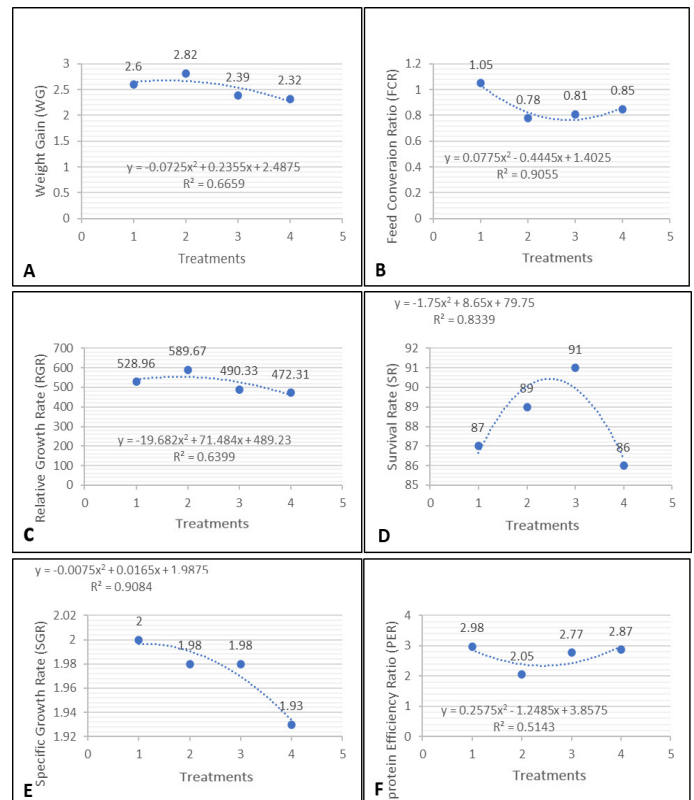 3
2.5
2
1.5
1
0.5
0
2.6
2.82
2.39
2.32
y = -0.0725x² + 0.2355x + 2.4875
R² = 0.6659
0 1 2 3 4 5
Treatments
Weight Gain (WG)
A
1.2
1
0.8
0.6
0.4
0.2
0
1.05
0.78
0.81
0.85
y = 0.0775x² - 0.4445x + 1.4025
R² = 0.9055
0 1 2 3 4 5
Treatments
Feed Converaion Ratio (FCR)
B
700
600
500
400
300
200
100
0
528.96
589.67
490.33
472.31
y = -19.682x² + 71.484x + 489.23
R² = 0.6399
0 1 2 3 4 5
Treatments
Relative Growth Rate (RGR)
C
y = -1.75x² + 8.65x + 79.75
R² = 0.8339
92
91
90
89
88
87
86
85
87
89
91
86
0 1 2 3 4 5
Treatments
Survival Rate (SR)
D
y = -0.0075x² + 0.0165x + 1.9875
R² = 0.9084
2.02
2
1.98
1.96
1.94
1.92
2
1.98
1.98
1.93
0 1 2 3 4 5
Treatments
Specific Growth Rate (SGR)
E
4
3
2
1
0
2.98
2.05
2.77
2.87
y = 0.2575x² - 1.2485x + 3.8575
R² = 0.5143
0 1 2 3 4 5
Treatments
protein Efficiency Ratio (PER)
F